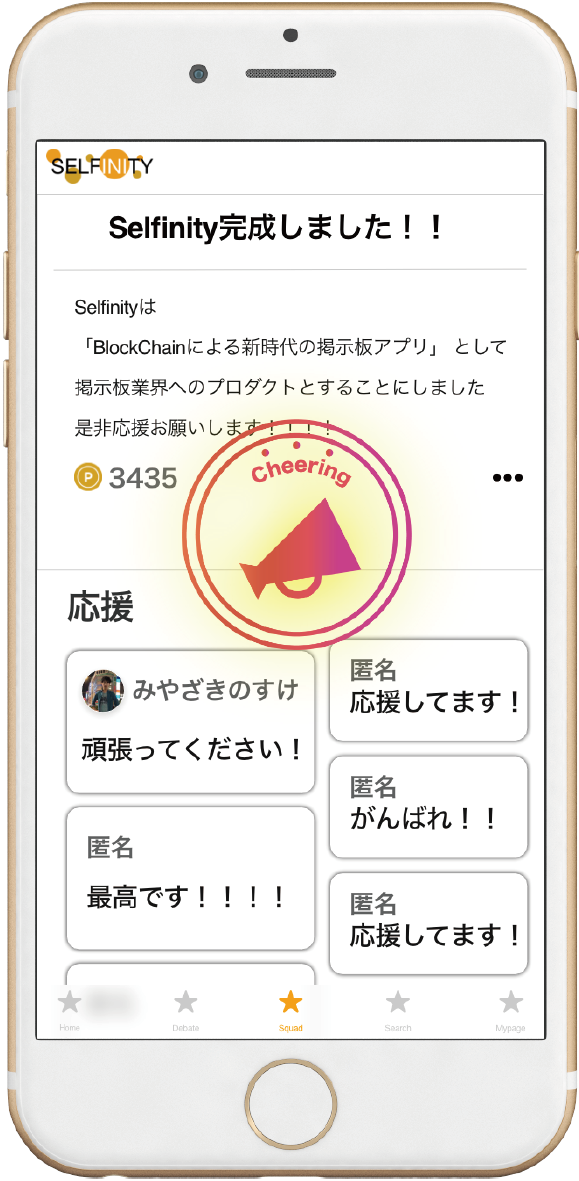 SELFINITY
Selfinity完成しました！！
Selfinityは
「BlockChainによる新時代の掲示板アプリ」 として
掲示板業界へのプロダクトとすることにしました
是非応援お願いします！！！！
Cheering
P 3435
応援
みやざきのすけ
頑張ってください！
匿名
最高です！！！！
匿名
応援してます！
匿名
がんばれ！！
匿名
応援してます！
Home
Debate
Squad
Search
Mypage